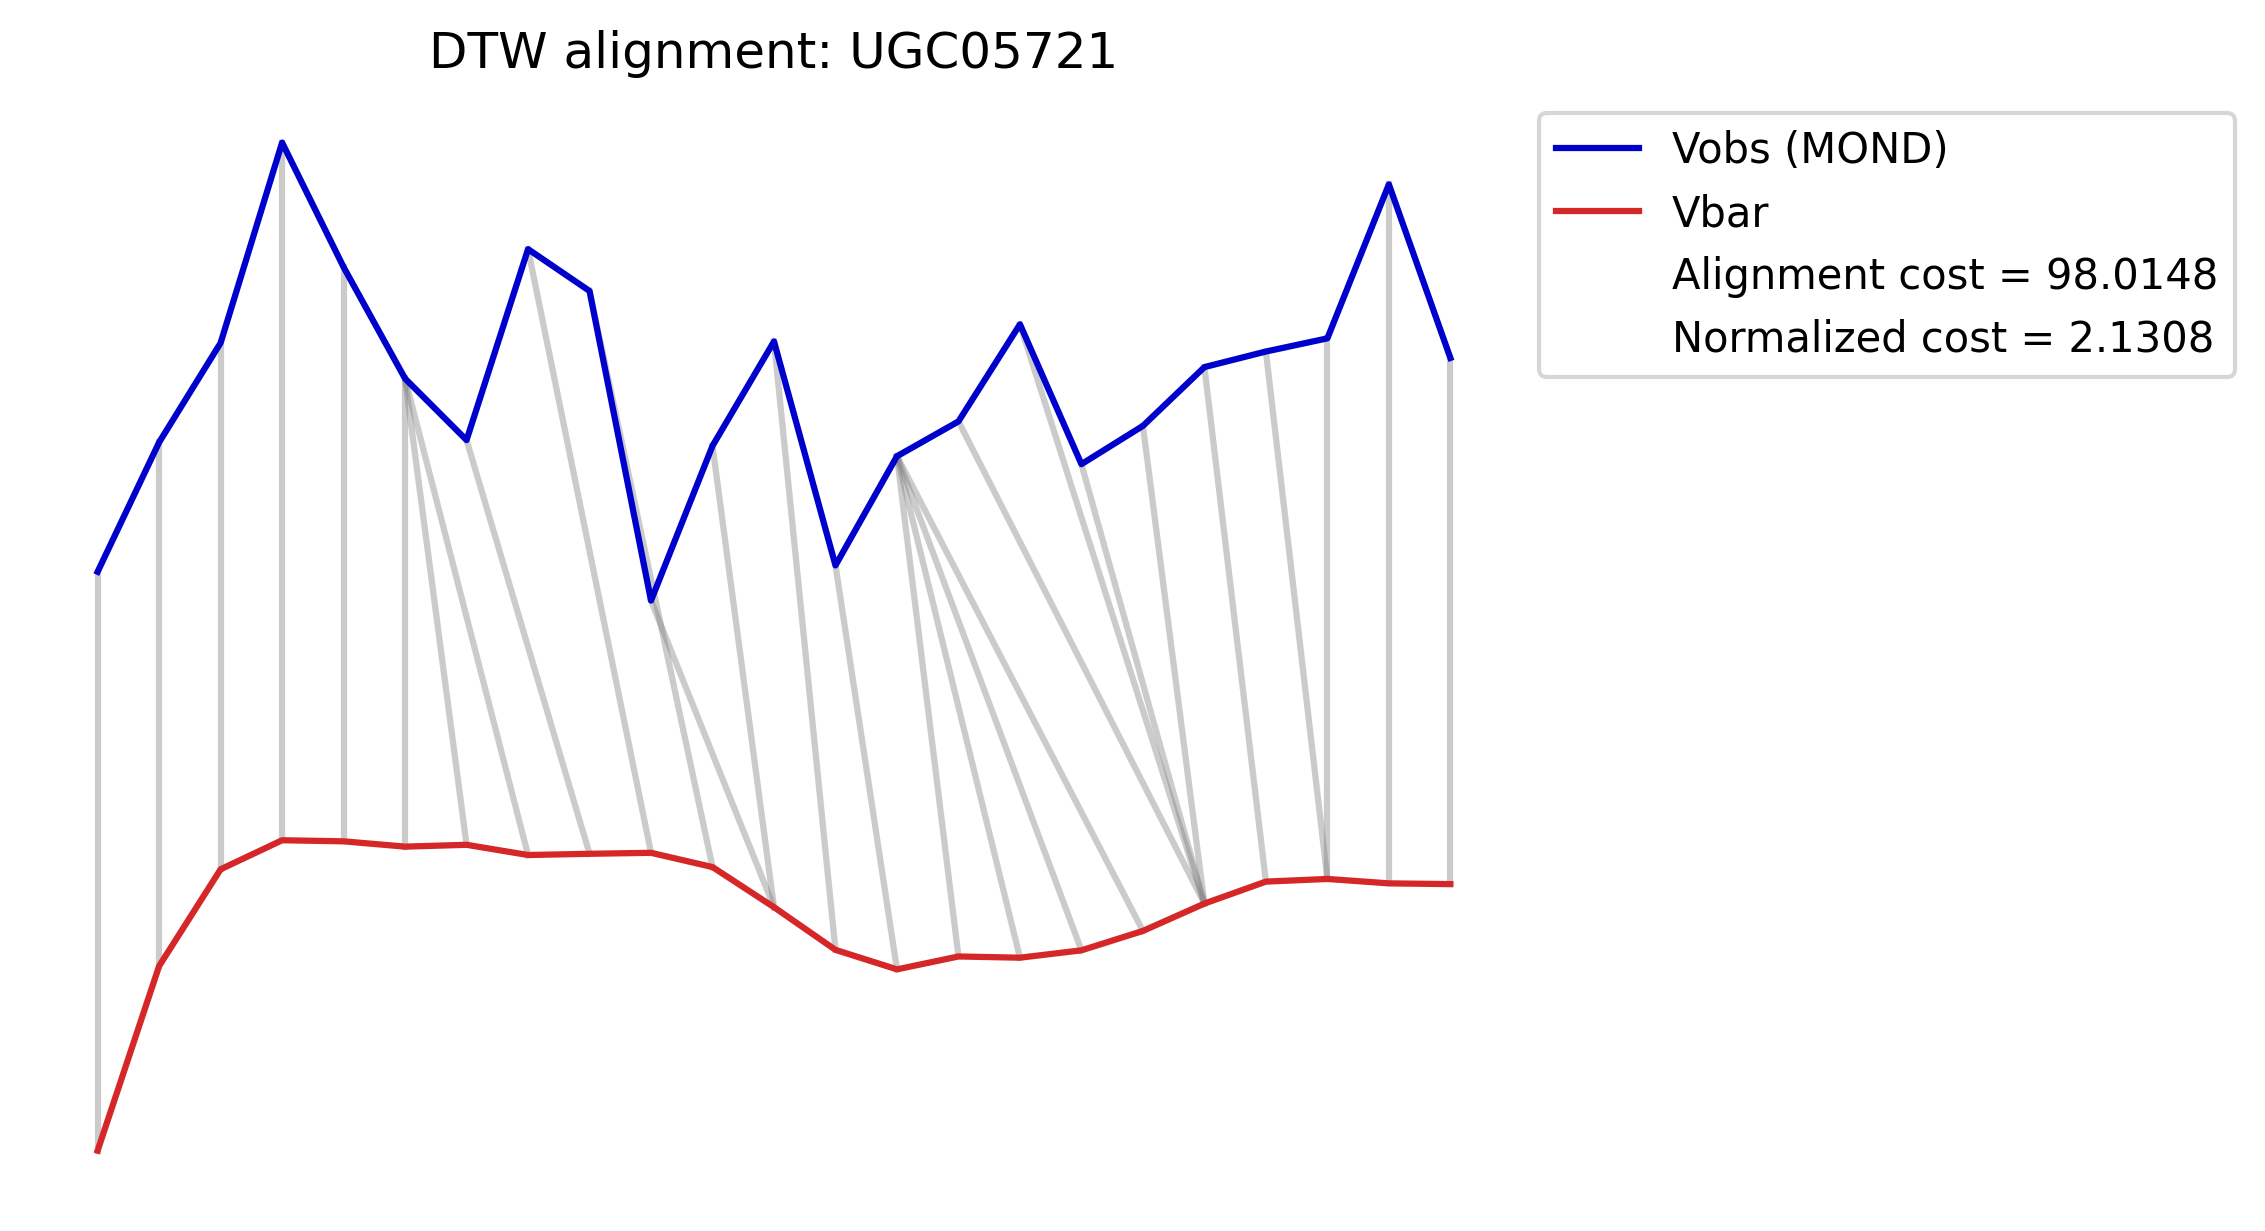 DTW alignment: UGC05721
Vobs (MOND)
Vbar
Alignment cost = 98.0148
Normalized cost = 2.1308